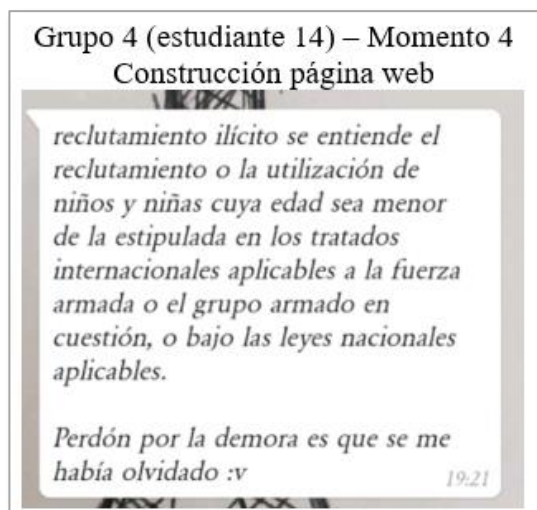 Grupo 4 (estudiante 14) – Momento 4
Construcción página web
reclutamiento ilícito se entiende el
reclutamiento o la utilización de
niños y niñas cuya edad sea menor
de la estipulada en los tratados
internacionales aplicables a la fuerza
armada o el grupo armado en
cuestión, o bajo las leyes nacionales
aplicables.
Perdón por la demora es que se me
había olvidado :v
19:21